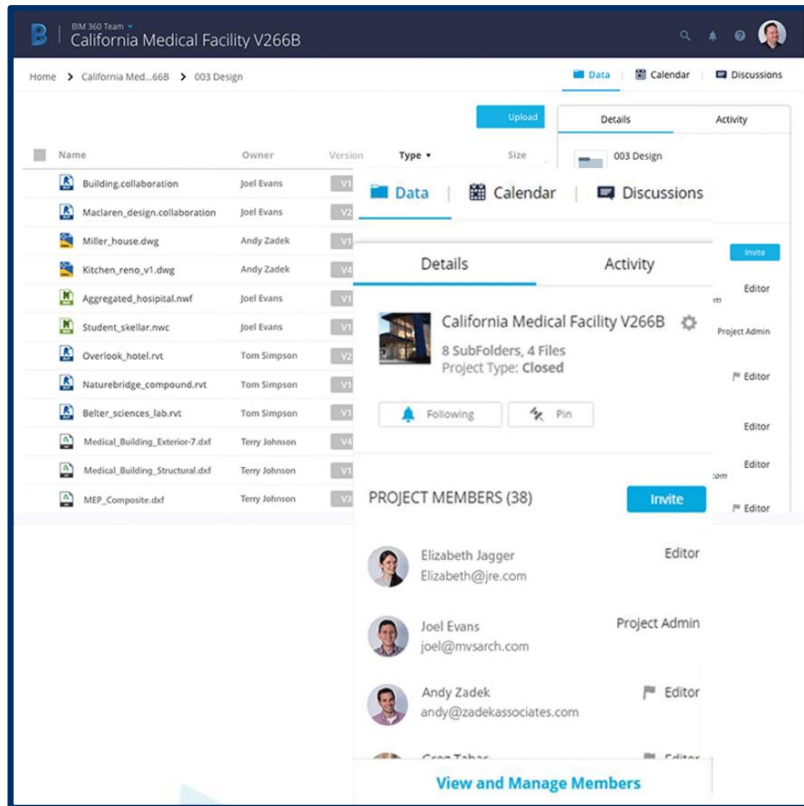 BIM 360 Team
California Medical Facility V266B
Home > California Med...66B > 003 Design
Data | Calendar | Discussions
Upload
Details Activity
Name Owner Version Type Size
003 Design
Building.collaboration Joel Evans V1
Maclaren_design.collaboration Joel Evans V2
Miller_house.dwg Andy Zadek V1
Kitchen_reno_v1.dwg Andy Zadek V4
Aggregated_hosipital.nwf Joel Evans V1
Student_skellar.nwc Joel Evans V1
Overlook_hotel.rvt Tom Simpson V2
Naturebridge_compound.rvt Tom Simpson V1
Belter_sciences_lab.rvt Tom Simpson V1
Medical_Building_Exterior-7.dxf Terry Johnson V4
Medical_Building_Structural.dxf Terry Johnson V1
MEP_Composite.dxf Terry Johnson
Invite
Editor
Project Admin
Editor
Editor
Editor
com
Editor
Data | Calendar | Discussions
Details Activity
California Medical Facility V266B
8 SubFolders, 4 Files
Project Type: Closed
Following Pin
PROJECT MEMBERS (38) Invite
Elizabeth Jagger Editor
Elizabeth@jre.com
Joel Evans Project Admin
joel@mvsarch.com
Andy Zadek Editor
andy@zadekassociates.com
View and Manage Members